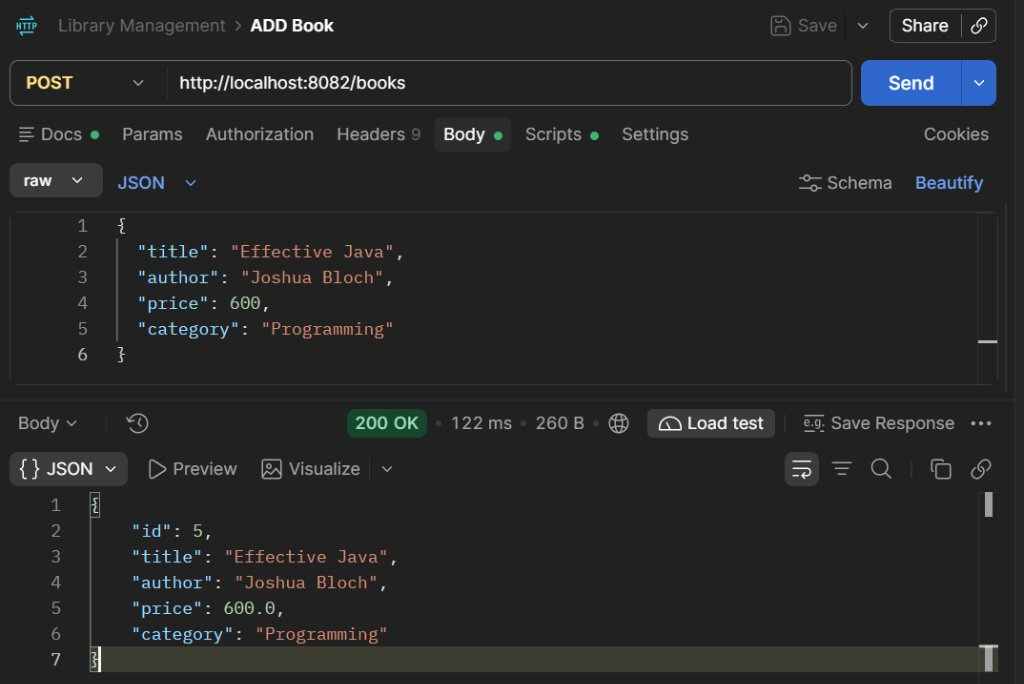 HTTP Library Management > ADD Book Save Share
POST http://localhost:8082/books Send
Docs Params Authorization Headers 9 Body Scripts Settings Cookies
raw JSON Schema Beautify
1 {
2 "title": "Effective Java",
3 "author": "Joshua Bloch",
4 "price": 600,
5 "category": "Programming"
6 }
Body 200 OK • 122 ms • 260 B • Load test e.g. Save Response •••
{ } JSON Preview Visualize
1 {
2 "id": 5,
3 "title": "Effective Java",
4 "author": "Joshua Bloch",
5 "price": 600.0,
6 "category": "Programming"
7 }